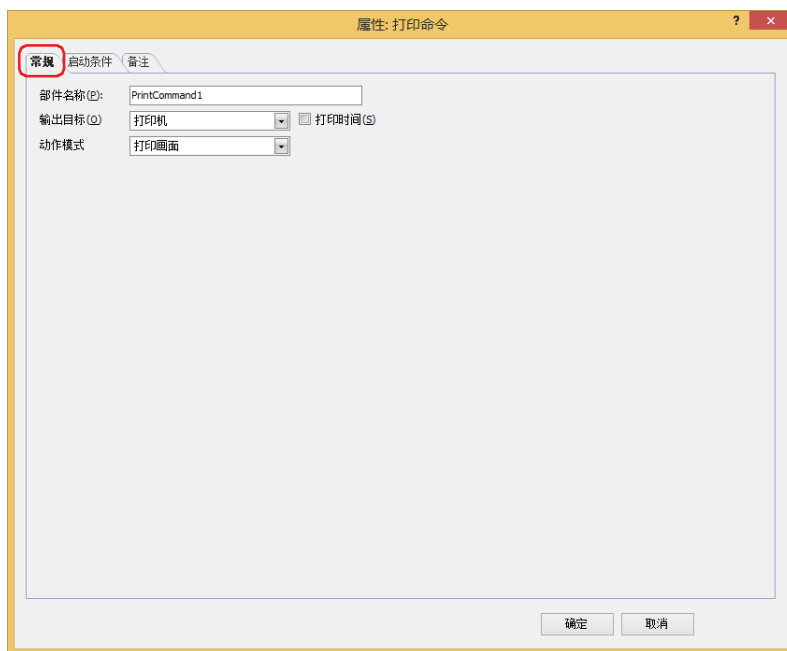 属性: 打印命令
? ×
常规 启动条件 备注
部件名称(P): PrintCommand1
输出目标(O) 打印机 打印时间(S)
动作模式 打印画面
确定 取消